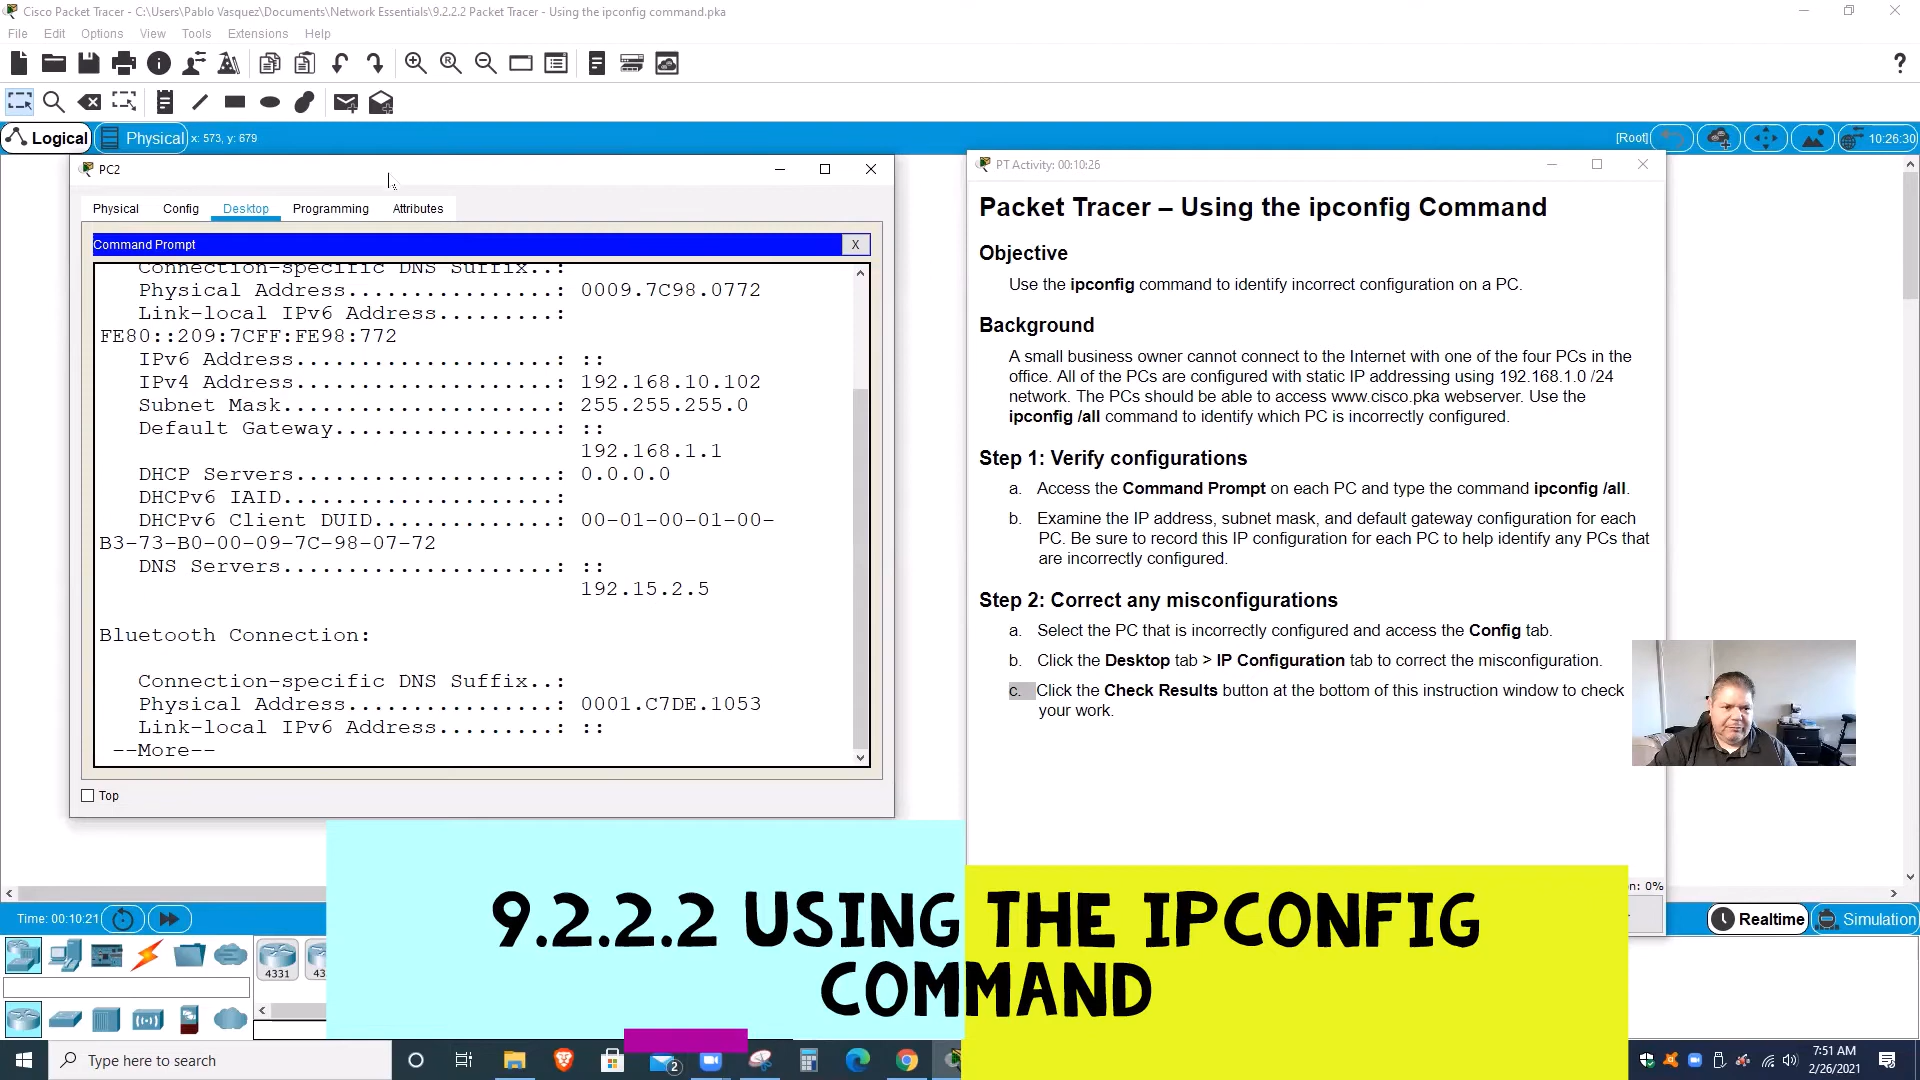 Cisco Packet Tracer - C:\Users\Pablo Vasquez\Documents\Network Essentials\9.2.2.2 Packet Tracer - Using the ipconfig command.pka
File Edit Options View Tools Extensions Help
Logical Physical x: 573, y: 679 [Root] 10:26:30
PC2
Physical Config Desktop Programming Attributes
Command Prompt X
Connection-specific DNS Suffix..:
Physical Address................: 0009.7C98.0772
Link-local IPv6 Address.........:
FE80::209:7CFF:FE98:772
IPv6 Address....................: ::
IPv4 Address....................: 192.168.10.102
Subnet Mask.....................: 255.255.255.0
Default Gateway.................: ::
192.168.1.1
DHCP Servers....................: 0.0.0.0
DHCPv6 IAID.....................:
DHCPv6 Client DUID..............: 00-01-00-01-00-
B3-73-B0-00-09-7C-98-07-72
DNS Servers.....................: ::
192.15.2.5
Bluetooth Connection:
Connection-specific DNS Suffix..:
Physical Address................: 0001.C7DE.1053
Link-local IPv6 Address.........: ::
--More--
Top
PT Activity: 00:10:26
Packet Tracer – Using the ipconfig Command
Objective
Use the ipconfig command to identify incorrect configuration on a PC.
Background
A small business owner cannot connect to the Internet with one of the four PCs in the
office. All of the PCs are configured with static IP addressing using 192.168.1.0 /24
network. The PCs should be able to access www.cisco.pka webserver. Use the
ipconfig /all command to identify which PC is incorrectly configured.
Step 1: Verify configurations
a. Access the Command Prompt on each PC and type the command ipconfig /all.
b. Examine the IP address, subnet mask, and default gateway configuration for each
PC. Be sure to record this IP configuration for each PC to help identify any PCs that
are incorrectly configured.
Step 2: Correct any misconfigurations
a. Select the PC that is incorrectly configured and access the Config tab.
b. Click the Desktop tab > IP Configuration tab to correct the misconfiguration.
c. Click the Check Results button at the bottom of this instruction window to check
your work.
0%
Time: 00:10:21 Realtime Simulation
4331
9.2.2.2 USING THE IPCONFIG
COMMAND
Type here to search
2
7:51 AM
2/26/2021